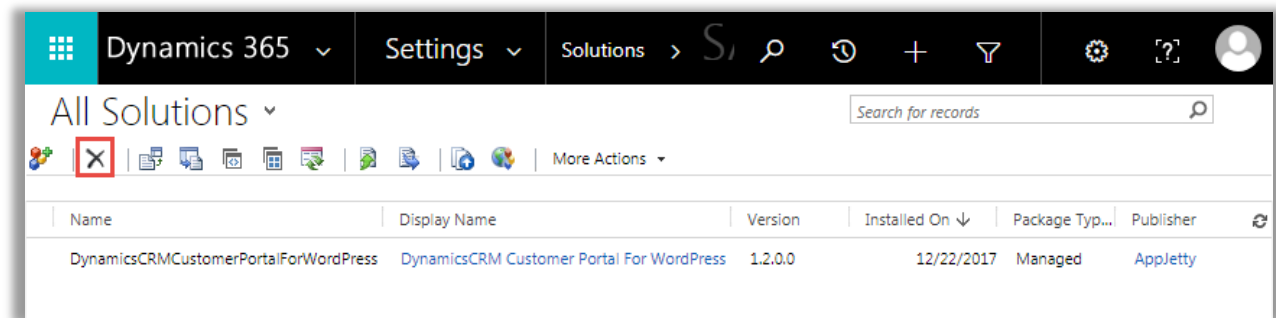 Dynamics 365 Settings Solutions > SA
All Solutions
Search for records
More Actions
Name Display Name Version Installed On ↓ Package Typ... Publisher
DynamicsCRMCustomerPortalForWordPress DynamicsCRM Customer Portal For WordPress 1.2.0.0 12/22/2017 Managed AppJetty